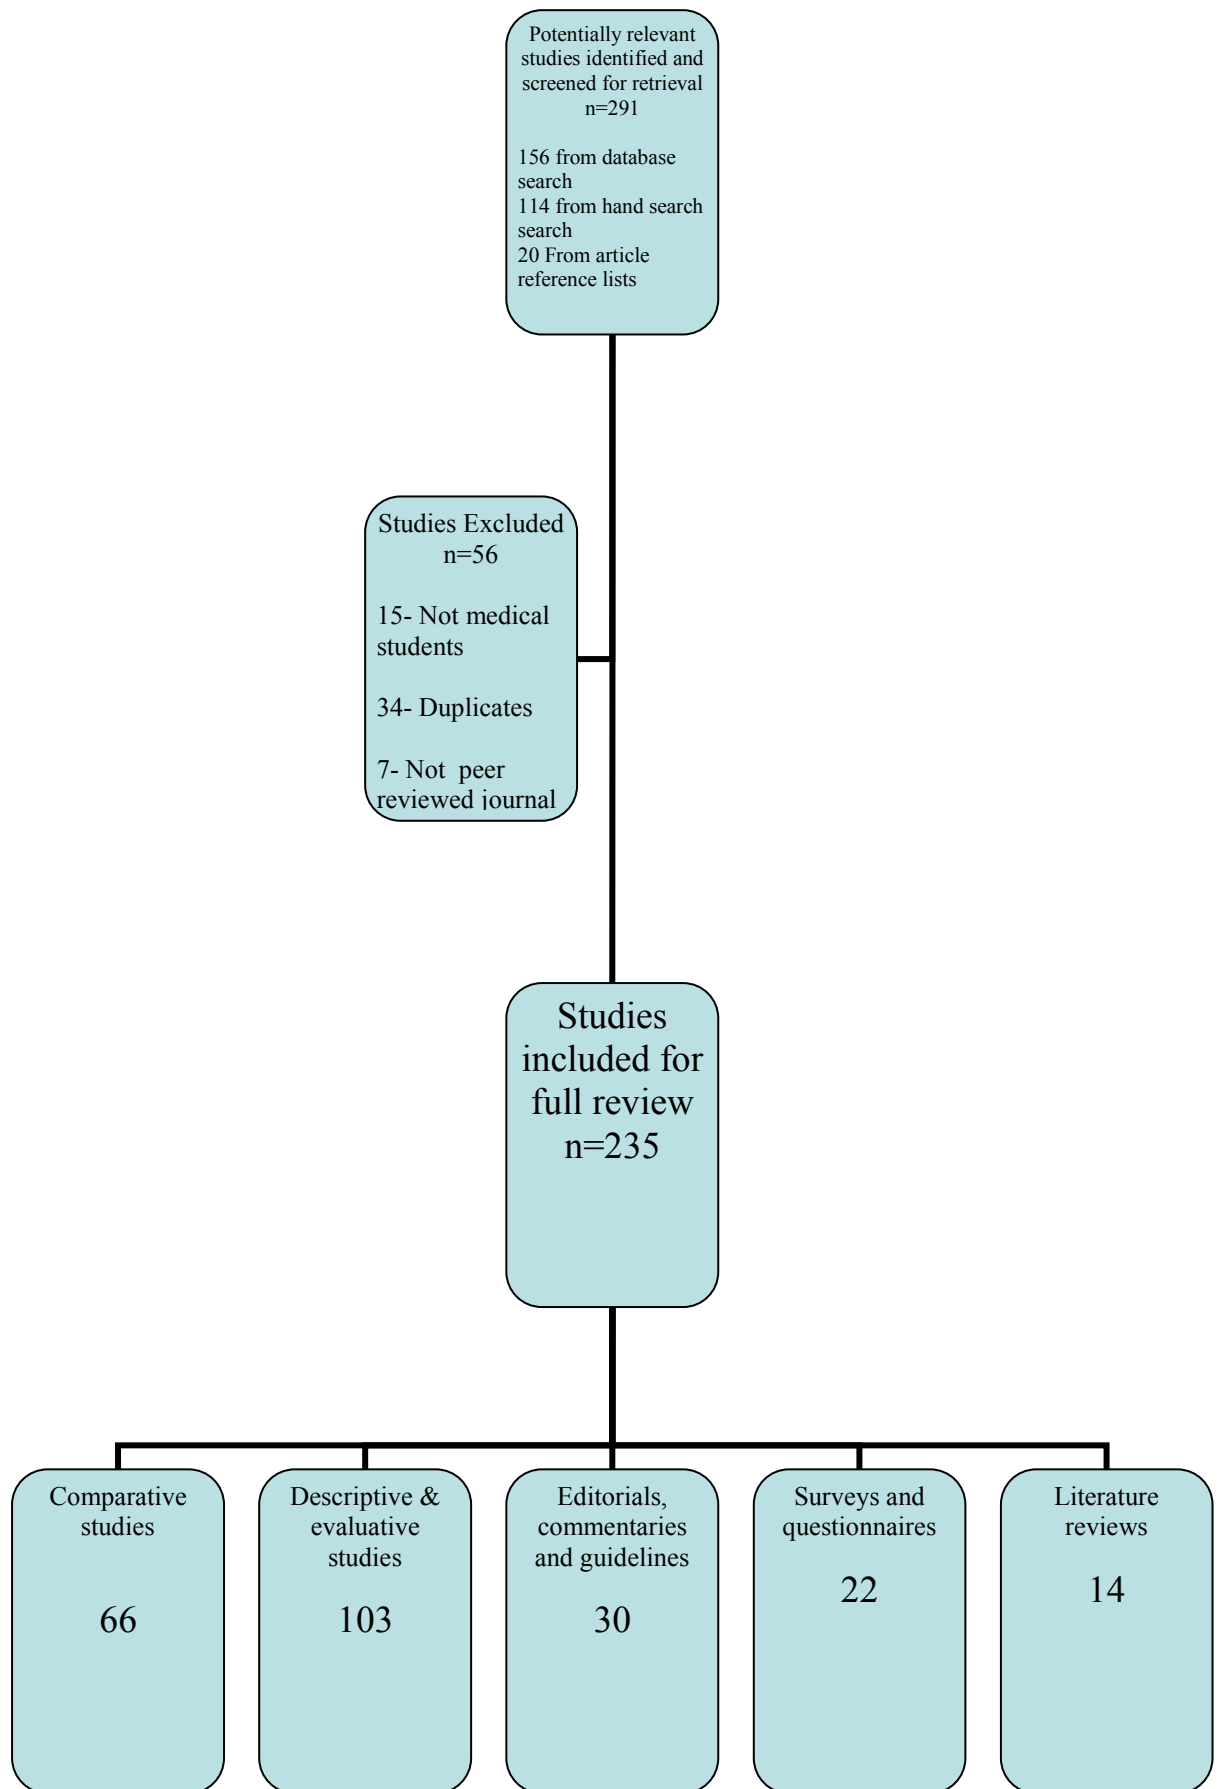 Potentially relevant
studies identified and
screened for retrieval
n=291
156 from database
search
114 from hand search
search
20 From article
reference lists
Studies Excluded
n=56
15- Not medical
students
34- Duplicates
7- Not peer
reviewed journal
Studies
included for
full review
n=235
Comparative
studies
66
Descriptive &
evaluative
studies
103
Editorials,
commentaries
and guidelines
30
Surveys and
questionnaires
22
Literature
reviews
14